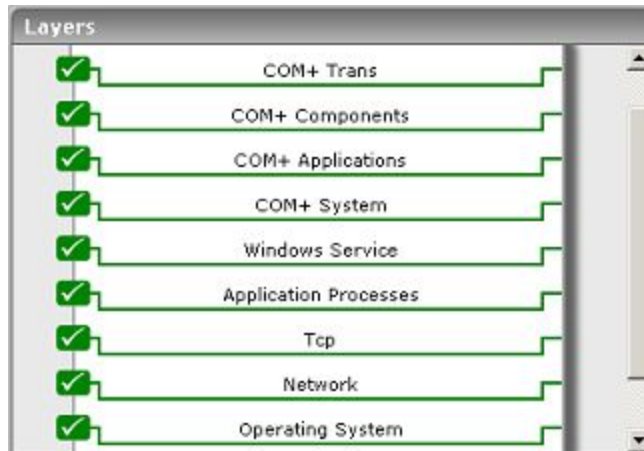 Layers
COM+ Trans
COM+ Components
COM+ Applications
COM+ System
Windows Service
Application Processes
Tcp
Network
Operating System